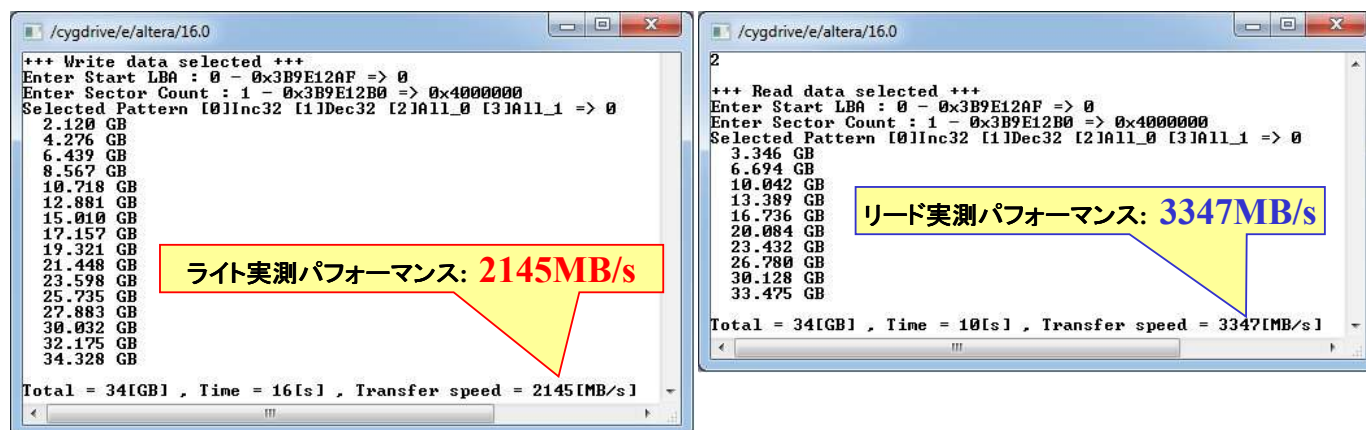 /cygdrive/e/altera/16.0
+++ Write data selected +++
Enter Start LBA : 0 - 0x3B9E12AF => 0
Enter Sector Count : 1 - 0x3B9E12B0 => 0x4000000
Selected Pattern [0]Inc32 [1]Dec32 [2]All_0 [3]All_1 => 0
2.120 GB
4.276 GB
6.439 GB
8.567 GB
10.718 GB
12.881 GB
15.010 GB
17.157 GB
19.321 GB
21.448 GB
23.598 GB
25.735 GB
27.883 GB
30.032 GB
32.175 GB
34.328 GB
ライト実測パフォーマンス: 2145MB/s
Total = 34[GB] , Time = 16[s] , Transfer speed = 2145[MB/s]
/cygdrive/e/altera/16.0
2
+++ Read data selected +++
Enter Start LBA : 0 - 0x3B9E12AF => 0
Enter Sector Count : 1 - 0x3B9E12B0 => 0x4000000
Selected Pattern [0]Inc32 [1]Dec32 [2]All_0 [3]All_1 => 0
3.346 GB
6.694 GB
10.042 GB
13.389 GB
16.736 GB
20.084 GB
23.432 GB
26.780 GB
30.128 GB
33.475 GB
リード実測パフォーマンス: 3347MB/s
Total = 34[GB] , Time = 10[s] , Transfer speed = 3347[MB/s]